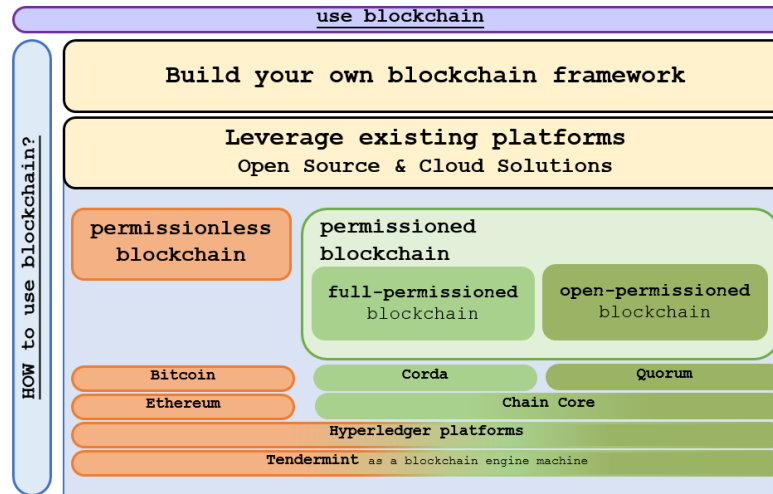 use blockchain
HOW to use blockchain?
Build your own blockchain framework
Leverage existing platforms
Open Source & Cloud Solutions
permissionless
blockchain
permissioned
blockchain
full-permissioned
blockchain
open-permissioned
blockchain
Bitcoin
Corda
Quorum
Ethereum
Chain Core
Hyperledger platforms
Tendermint as a blockchain engine machine